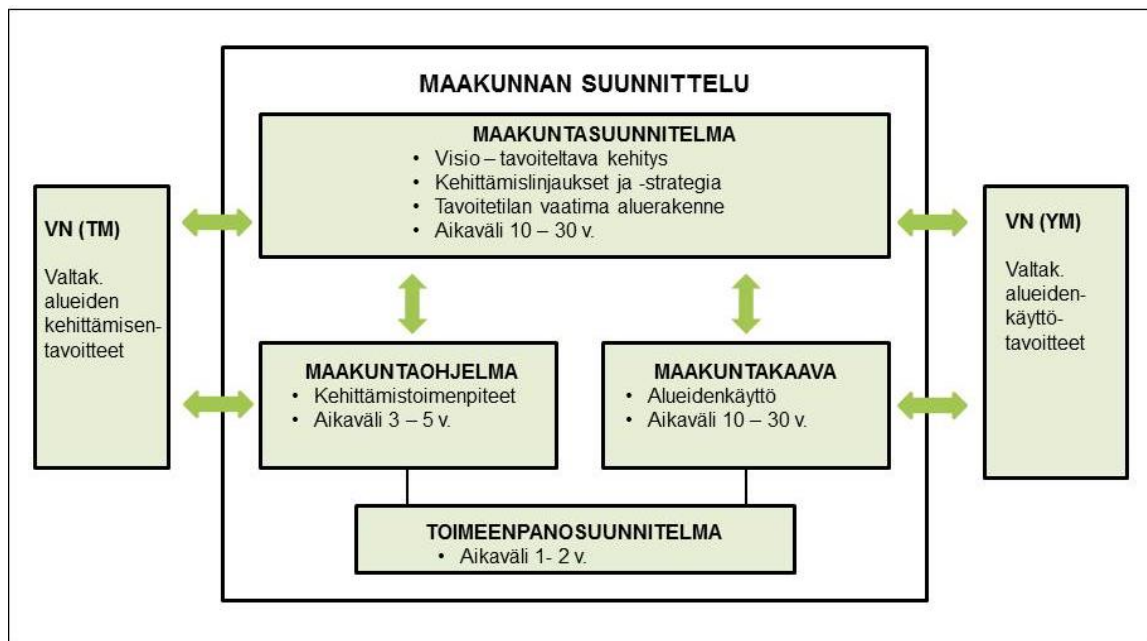 MAAKUNNAN SUUNNITTELU
MAAKUNTASUUNNITELMA
• Visio – tavoiteltava kehitys
• Kehittämislinjaukset ja -strategia
• Tavoitetilan vaatima aluerakenne
• Aikaväli 10 – 30 v.
VN (TM)
Valtak.
alueiden
kehittämisen-
tavoitteet
VN (YM)
Valtak.
alueiden-
käyttö-
tavoitteet
MAAKUNTAOHJELMA
• Kehittämistoimenpiteet
• Aikaväli 3 – 5 v.
MAAKUNTAKAAVA
• Alueidenkäyttö
• Aikaväli 10 – 30 v.
TOIMEENPANOSUUNNITELMA
• Aikaväli 1- 2 v.